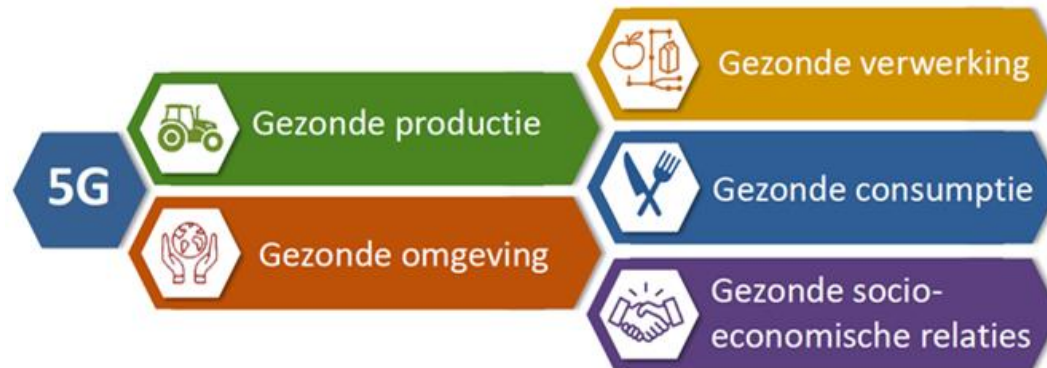 5G
Gezonde productie
Gezonde omgeving
Gezonde verwerking
Gezonde consumptie
Gezonde socio-
economische relaties